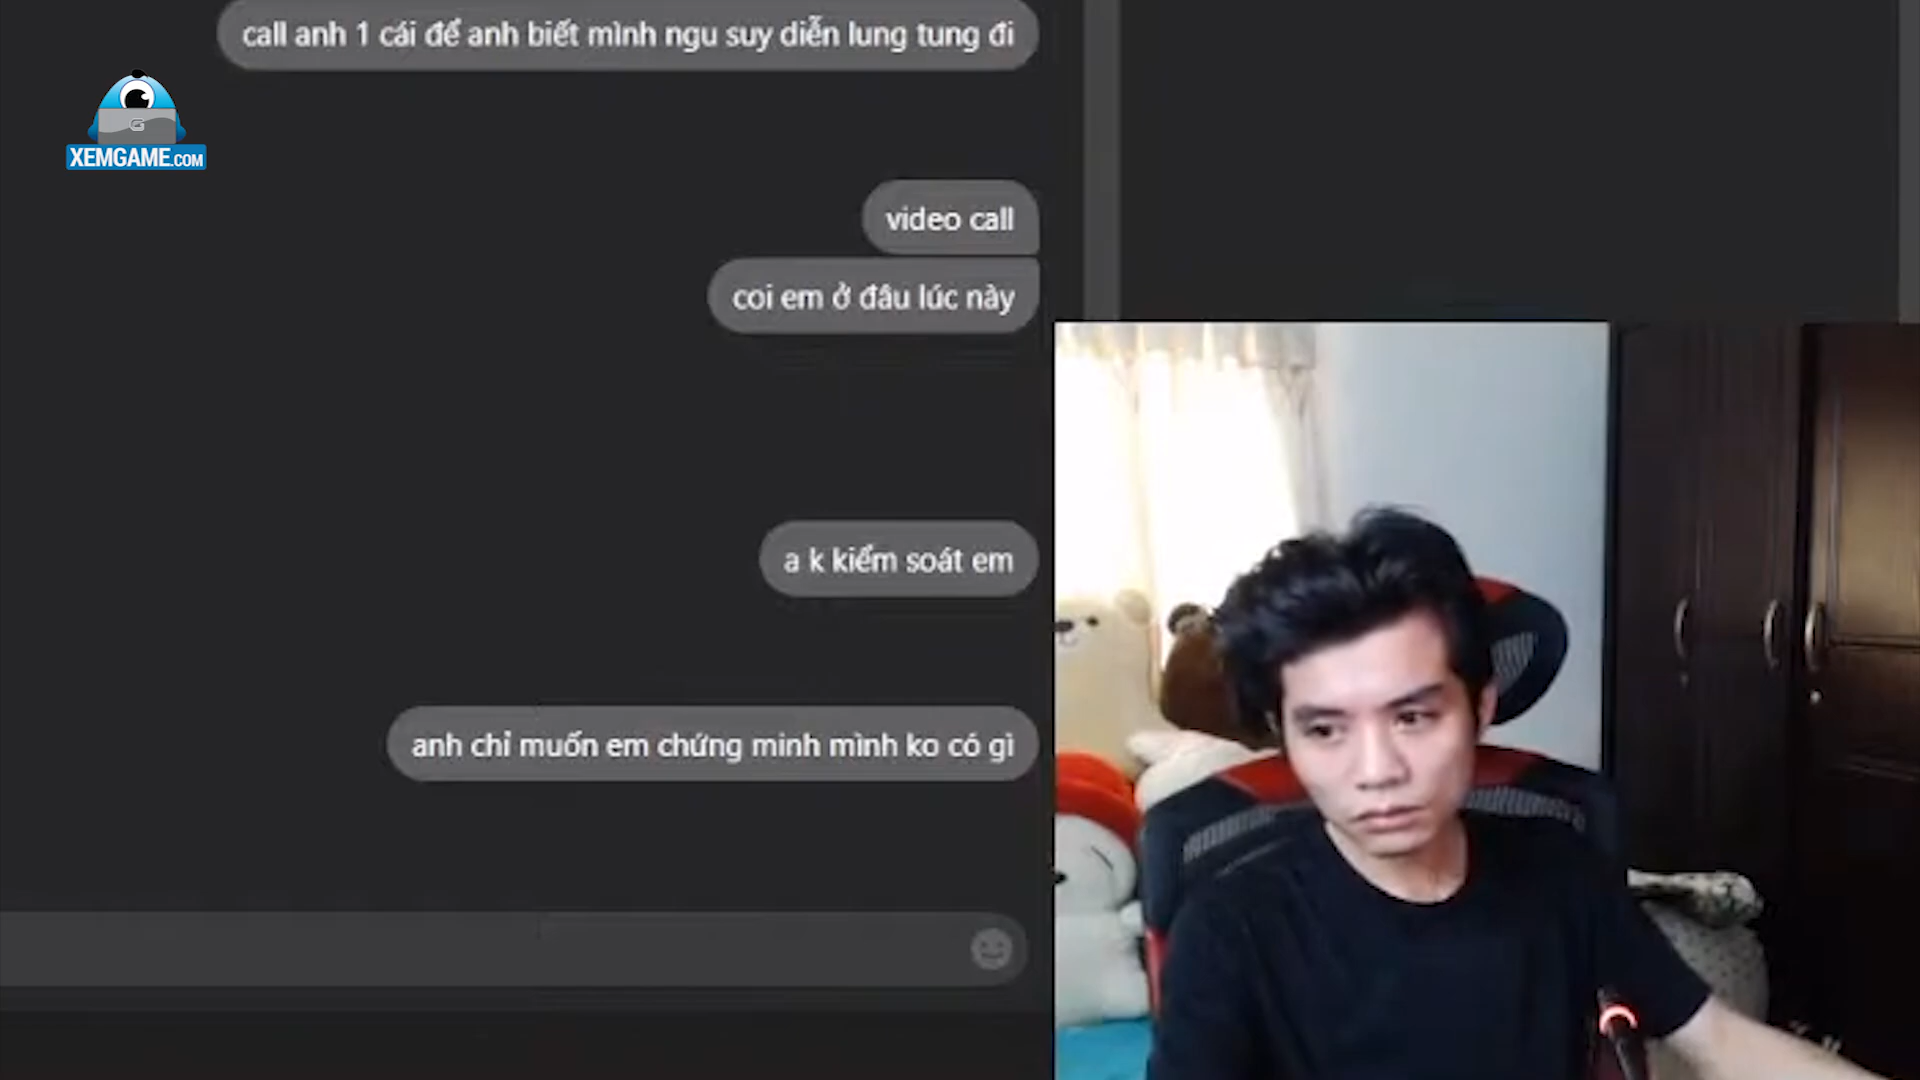 call anh 1 cái để anh biết mình ngu suy diễn lung tung đi
G
XEMGAME.COM
video call
coi em ở đâu lúc này
a k kiểm soát em
anh chỉ muốn em chứng minh mình ko có gì